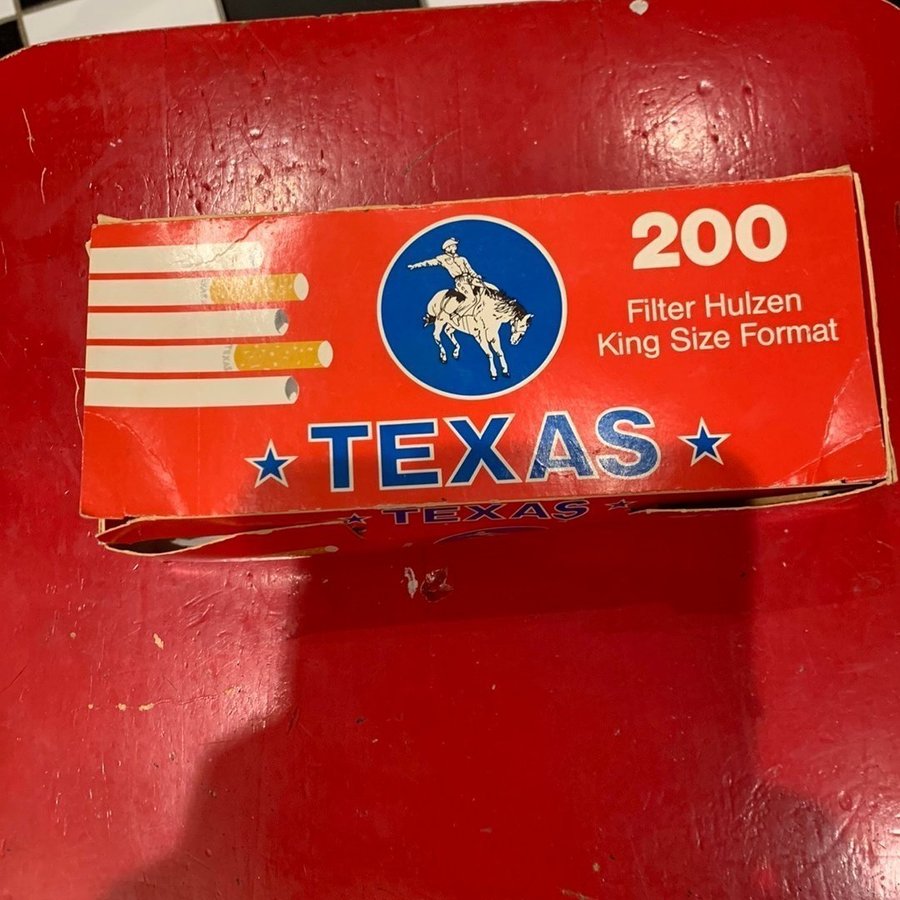 200
Filter Hulzen
King Size Format
TEXAS
TEXAS